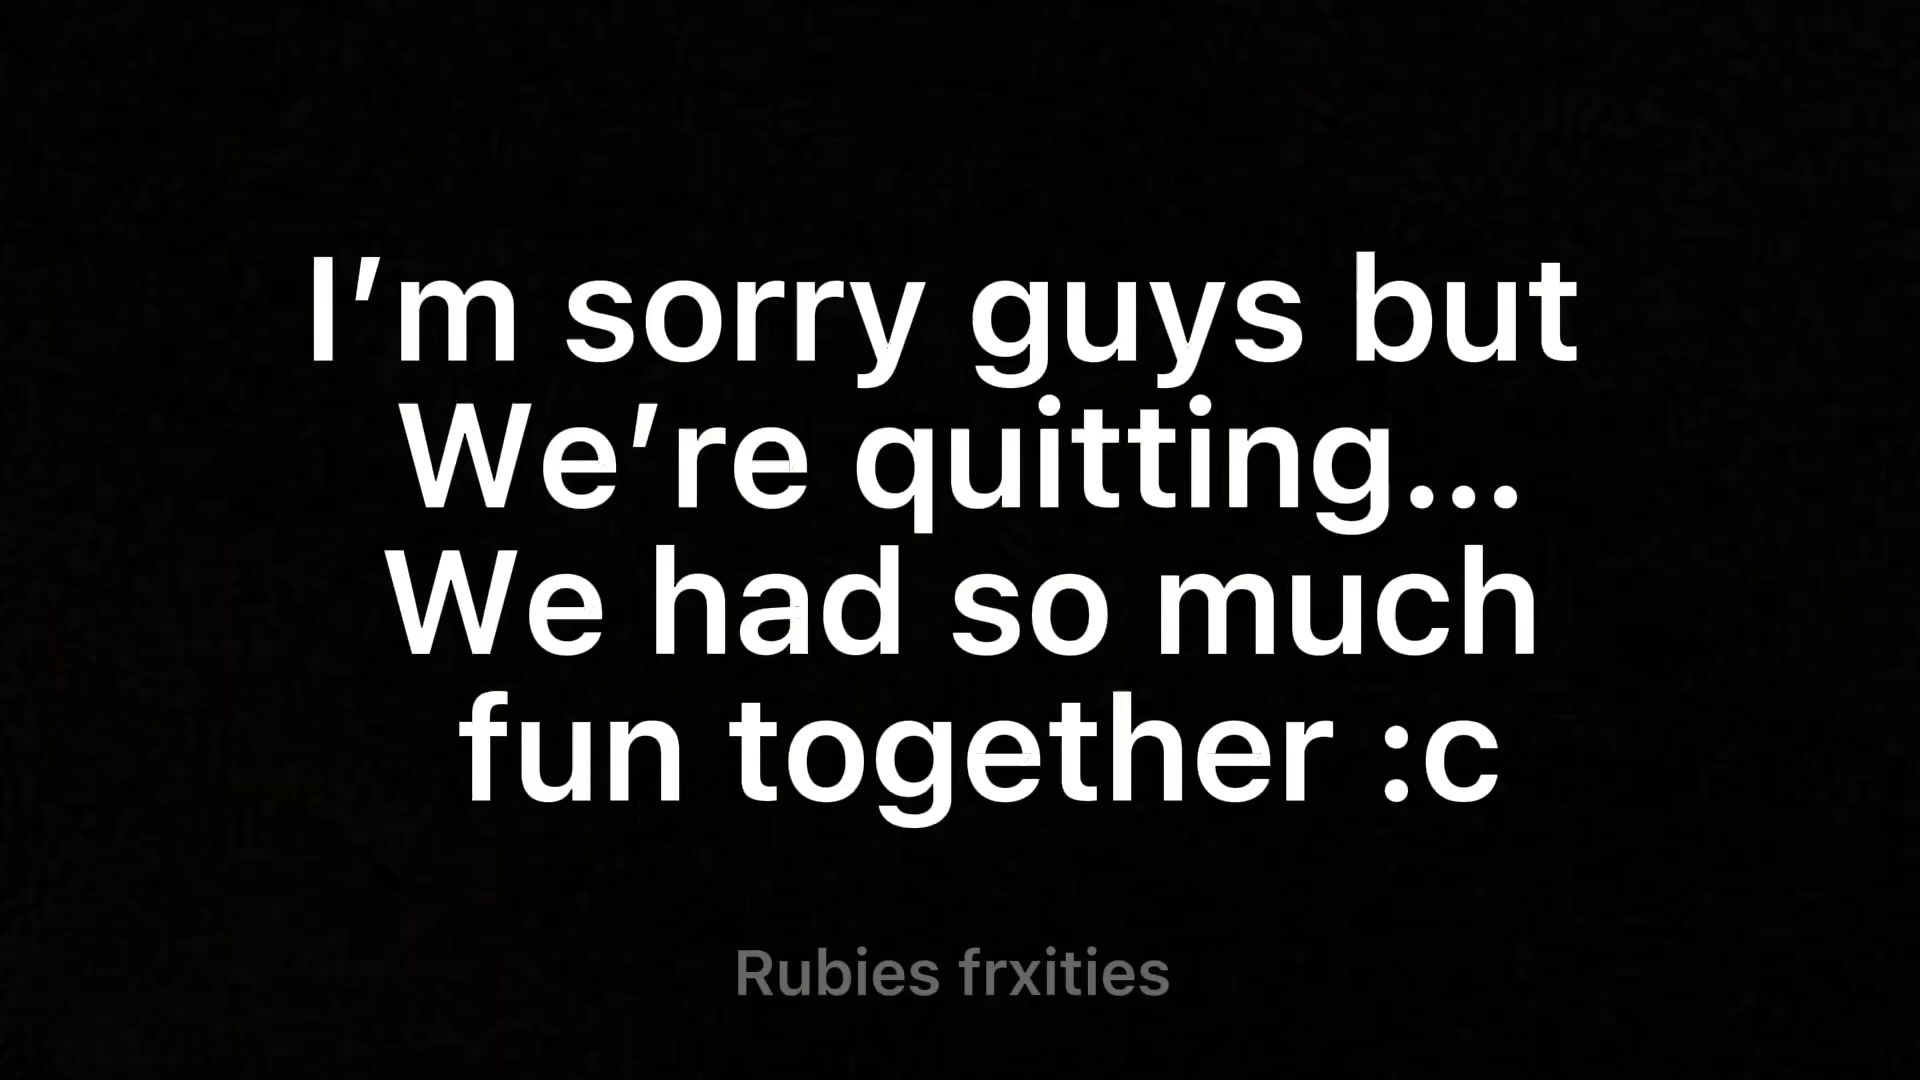 I’m sorry guys but
We’re quitting...
We had so much
fun together :c
Rubies frxities